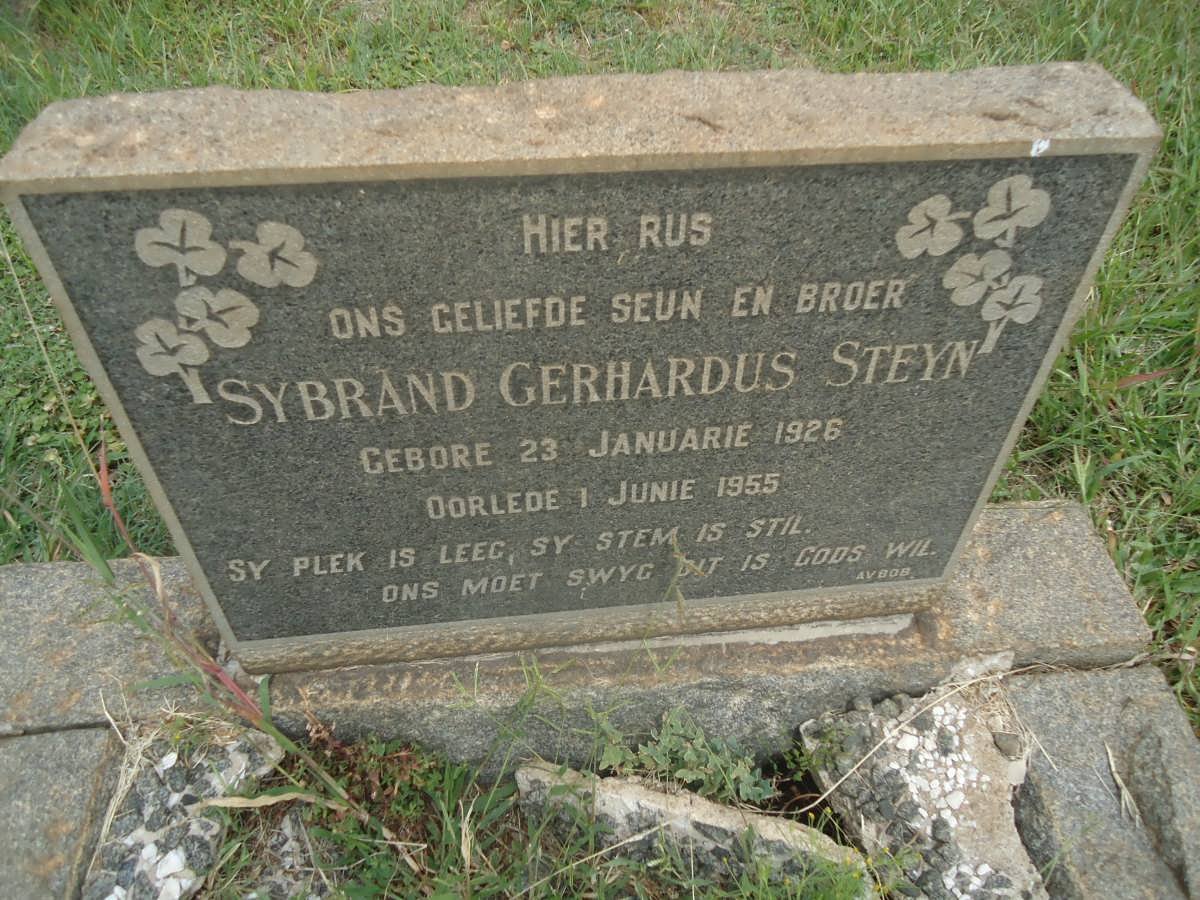 HIER RUS
ONS GELIEFDE SEUN EN BROER
SYBRAND GERHARDUS STEYN
GEBORE 23 JANUARIE 1926
OORLEDE 1 JUNIE 1955
SY PLEK IS LEEG, SY STEM IS STIL.
ONS MOET SWYG DIT IS GODS WIL.
AVBOB